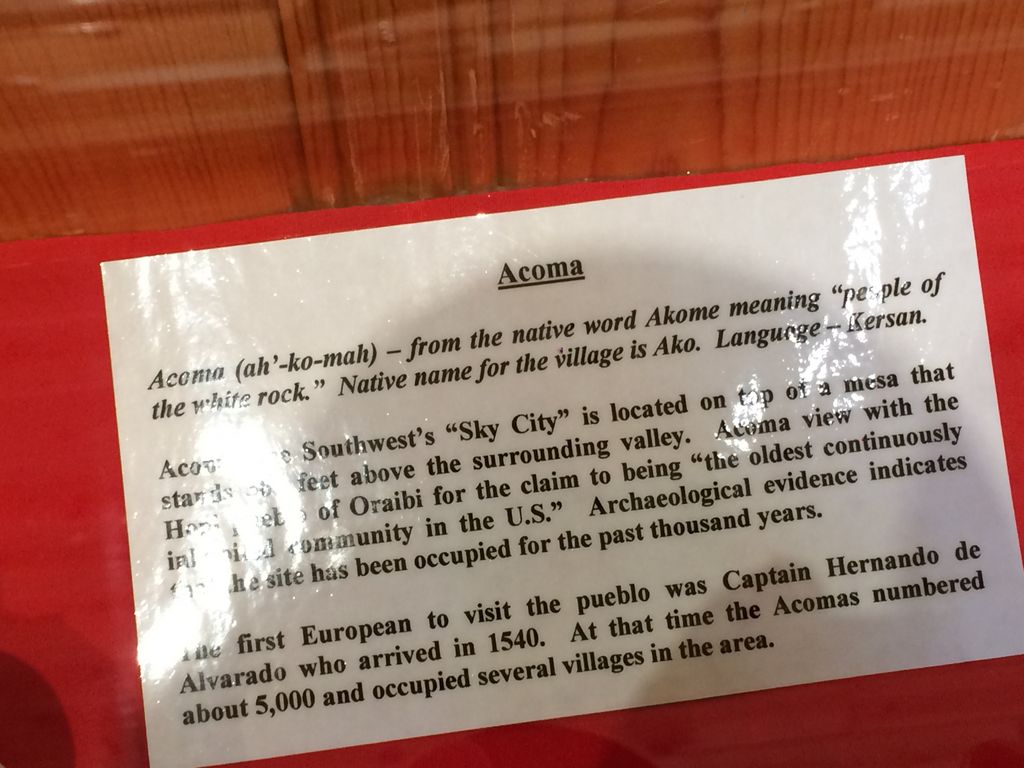 Acoma
Acoma (ah'-ko-mah) – from the native word Akome meaning "people of
the white rock." Native name for the village is Ako. Language – Kersan.
Southwest's "Sky City" is located on top of a mesa that
stands feet above the surrounding valley. Acoma view with the
of Oraibi for the claim to being "the oldest continuously
community in the U.S." Archaeological evidence indicates
the site has been occupied for the past thousand years.
The first European to visit the pueblo was Captain Hernando de
Alvarado who arrived in 1540. At that time the Acomas numbered
about 5,000 and occupied several villages in the area.